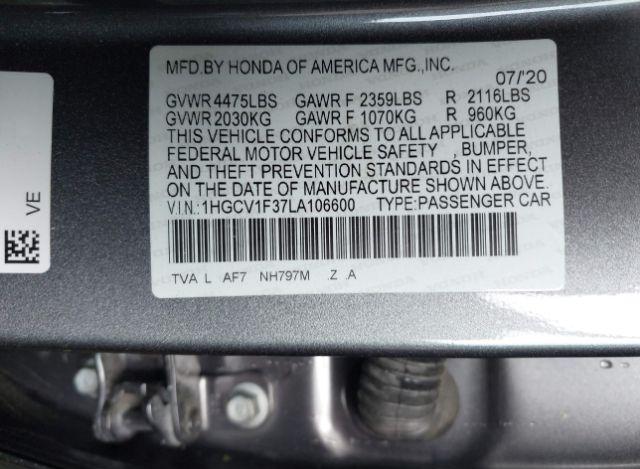 MFD.BY HONDA OF AMERICA MFG.,INC.
07/'20
GVWR 4475LBS GAWR F 2359LBS R 2116LBS
GVWR 2030KG GAWR F 1070KG R 960KG
THIS VEHICLE CONFORMS TO ALL APPLICABLE
FEDERAL MOTOR VEHICLE SAFETY , BUMPER,
AND THEFT PREVENTION STANDARDS IN EFFECT
ON THE DATE OF MANUFACTURE SHOWN ABOVE.
V.I.N.: 1HGCV1F37LA106600 TYPE:PASSENGER CAR
TVA L AF7 NH797M .Z .A
VE